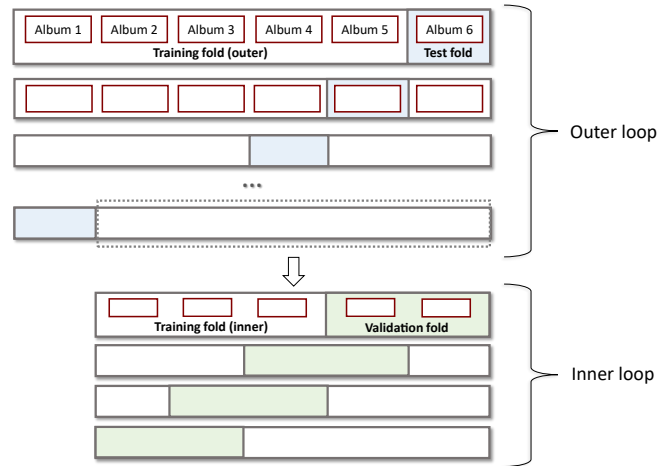 Album 1 Album 2 Album 3 Album 4 Album 5 Album 6
Training fold (outer) Test fold
Outer loop
...
Training fold (inner) Validation fold
Inner loop